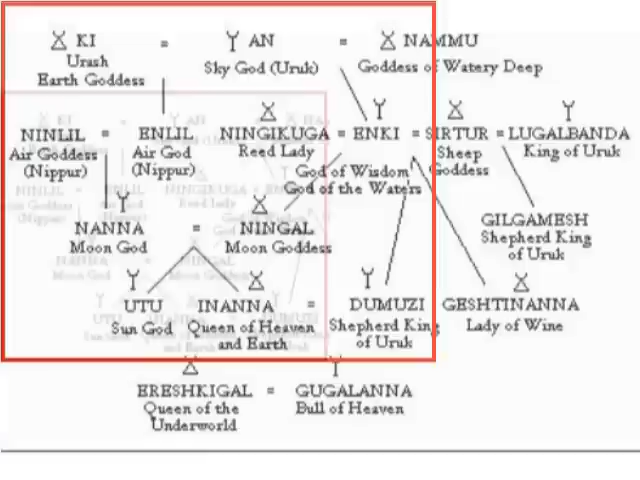 KI = AN = NAMMU
Urash Sky God (Uruk) Goddess of Watery Deep
Earth Goddess
NINLIL = ENLIL NINGIKUGA = ENKI = SIRTUR = LUGALBANDA
Air Goddess Air God Reed Lady God of Wisdom Sheep King of Uruk
(Nippur) (Nippur) God of the Waters Goddess
NANNA = NINGAL GILGAMESH
Moon God Moon Goddess Shepherd King
of Uruk
UTU INANNA = DUMUZI GESHTINANNA
Sun God Queen of Heaven Shepherd King Lady of Wine
and Earth of Uruk
ERESHKIGAL = GUGALANNA
Queen of the Bull of Heaven
Underworld